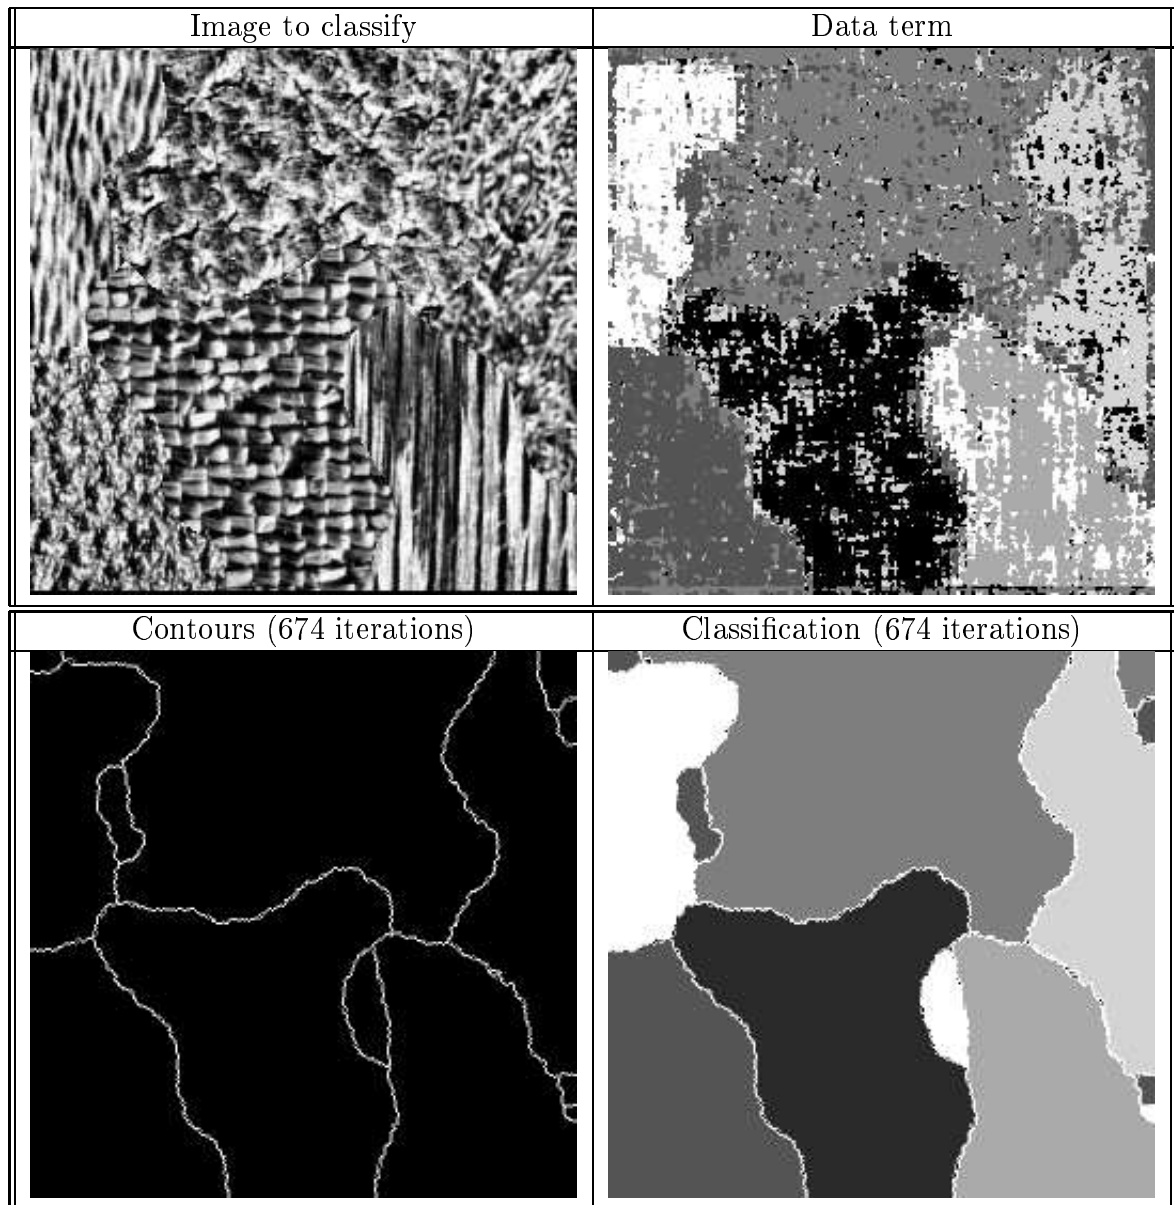 Image to classify
Data term
Contours (674 iterations)
Classification (674 iterations)